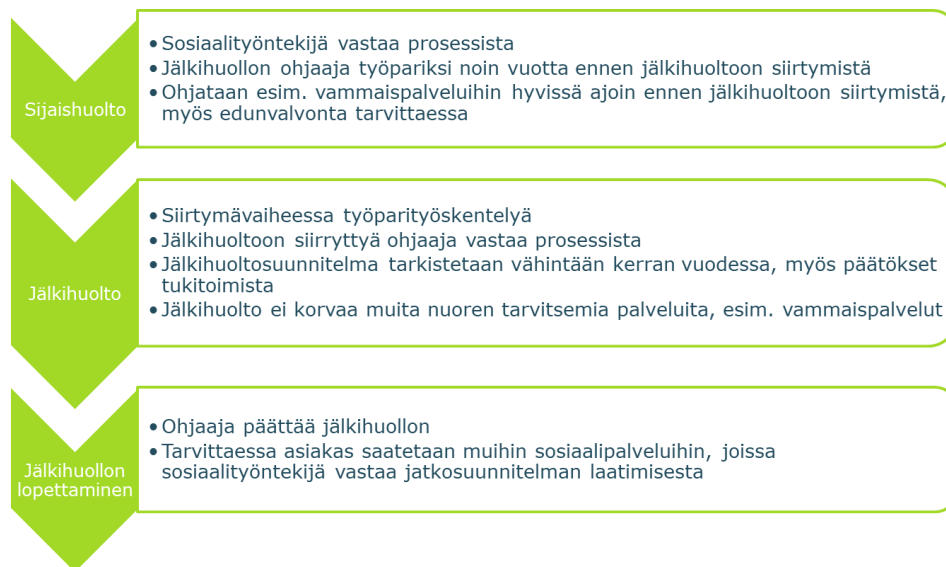 Sijaishuolto
•Sosiaalityöntekijä vastaa prosessista
•Jälkihuollon ohjaaja työpariksi noin vuotta ennen jälkihuoltoon siirtymistä
•Ohjataan esim. vammaispalveluihin hyvissä ajoin ennen jälkihuoltoon siirtymistä,
myös edunvalvonta tarvittaessa
Jälkihuolto
•Siirtymävaiheessa työparityöskentelyä
•Jälkihuoltoon siirryttyä ohjaaja vastaa prosessista
•Jälkihuoltosuunnitelma tarkistetaan vähintään kerran vuodessa, myös päätökset
tukitoimista
•Jälkihuolto ei korvaa muita nuoren tarvitsemia palveluita, esim. vammaispalvelut
Jälkihuollon
lopettaminen
•Ohjaaja päättää jälkihuollon
•Tarvittaessa asiakas saatetaan muihin sosiaalipalveluihin, joissa
sosiaalityöntekijä vastaa jatkosuunnitelman laatimisesta